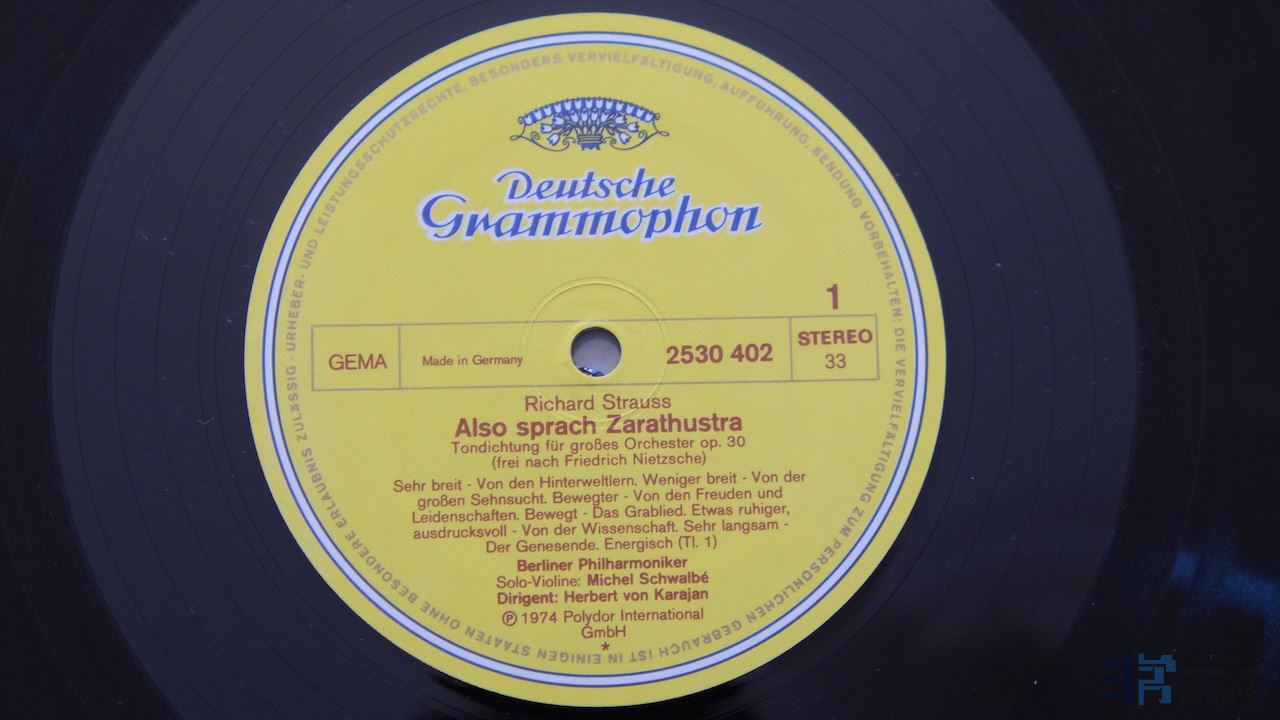 URHEBER- UND LEISTUNGSSCHUTZRECHTE, BESONDERS VERVIELFÄLTIGUNG, AUFFÜHRUNG, SENDUNG VORBEHALTEN: DIE VERVIELFÄLTIGUNG ZUM PERSÖNLICHEN GEBRAUCH IST IN EINIGEN STAATEN OHNE BESONDERE ERLAUBNIS ZULÄSSIG ·
Deutsche
Grammophon
1
GEMA
Made in Germany
2530 402
STEREO
33
Richard Strauss
Also sprach Zarathustra
Tondichtung für großes Orchester op. 30
(frei nach Friedrich Nietzsche)
Sehr breit - Von den Hinterweltlern. Weniger breit - Von der
großen Sehnsucht. Bewegter - Von den Freuden und
Leidenschaften. Bewegt - Das Grablied. Etwas ruhiger,
ausdrucksvoll - Von der Wissenschaft. Sehr langsam -
Der Genesende. Energisch (Tl. 1)
Berliner Philharmoniker
Solo-Violine: Michel Schwalbé
Dirigent: Herbert von Karajan
Ⓟ 1974 Polydor International
GmbH
*